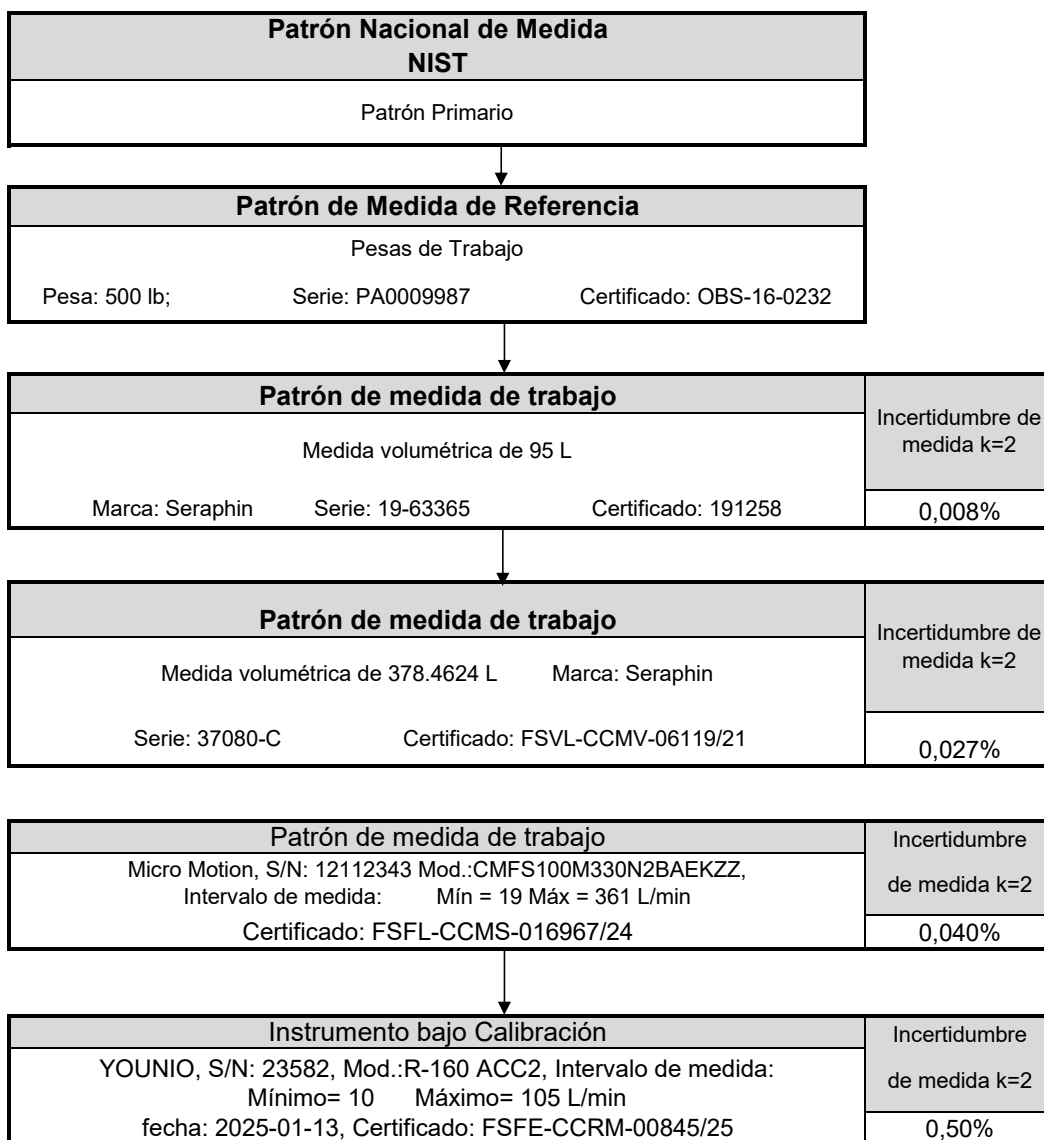 Patrón Nacional de Medida
NIST
Patrón Primario
Patrón de Medida de Referencia
Pesas de Trabajo
Pesa: 500 lb; Serie: PA0009987 Certificado: OBS-16-0232
Patrón de medida de trabajo
Incertidumbre de
medida k=2
Medida volumétrica de 95 L
Marca: Seraphin Serie: 19-63365 Certificado: 191258
0,008%
Patrón de medida de trabajo
Incertidumbre de
medida k=2
Medida volumétrica de 378.4624 L Marca: Seraphin
Serie: 37080-C Certificado: FSVL-CCMV-06119/21
0,027%
Patrón de medida de trabajo
Incertidumbre
de medida k=2
Micro Motion, S/N: 12112343 Mod.:CMFS100M330N2BAEKZZ,
Intervalo de medida: Mín = 19 Máx = 361 L/min
Certificado: FSFL-CCMS-016967/24
0,040%
Instrumento bajo Calibración
Incertidumbre
de medida k=2
YOUNIO, S/N: 23582, Mod.:R-160 ACC2, Intervalo de medida:
Mínimo= 10 Máximo= 105 L/min
fecha: 2025-01-13, Certificado: FSFE-CCRM-00845/25
0,50%